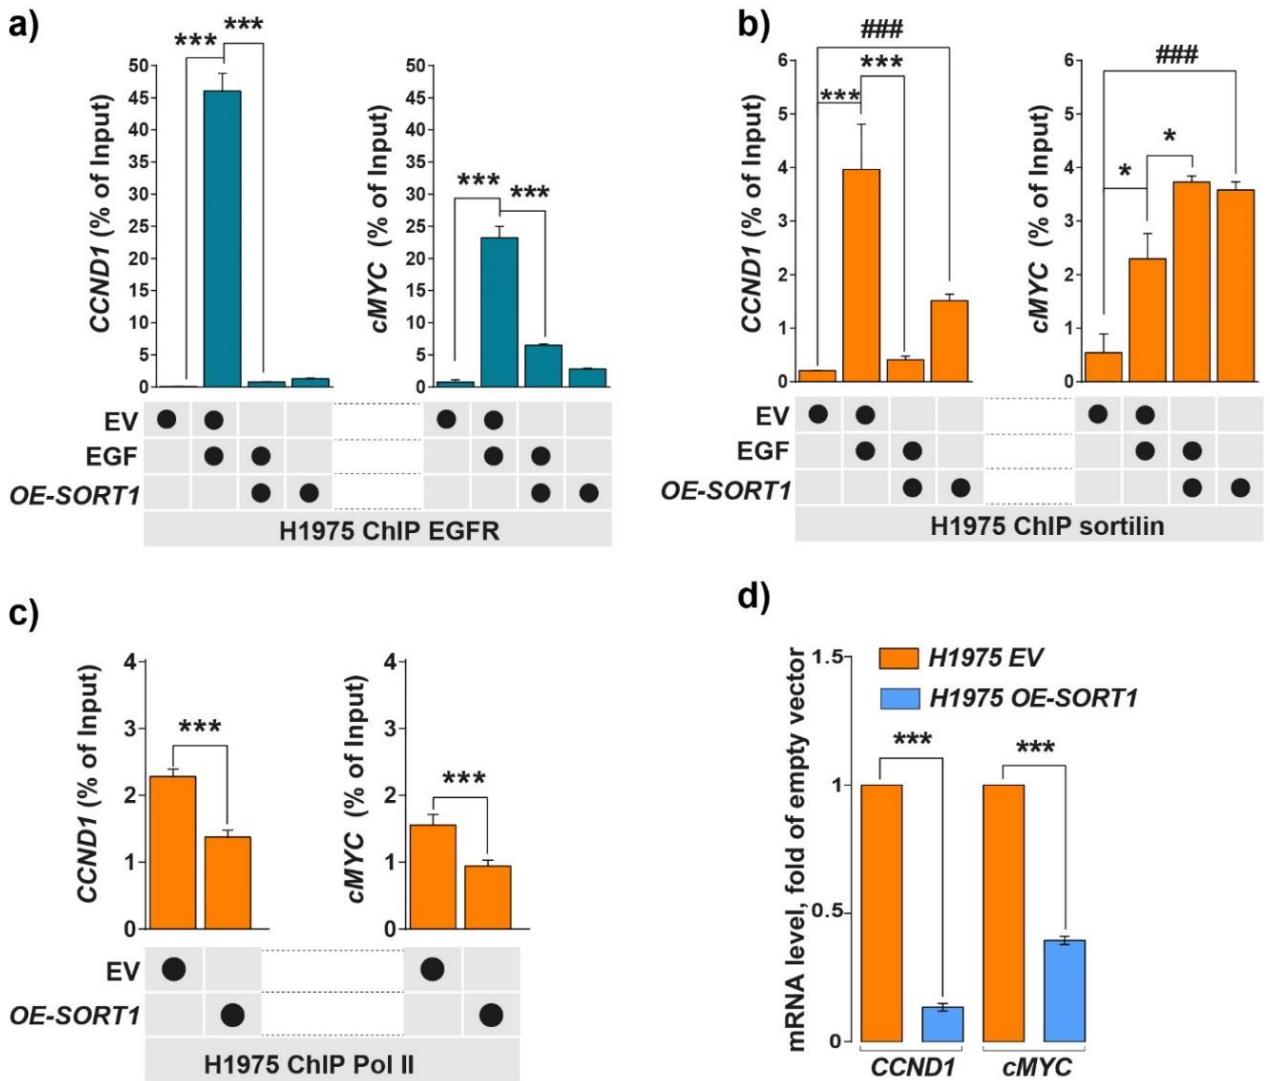 a)
*** ***
CCND1 (% of Input)
50
45
40
35
30
25
20
15
10
5
0
cMYC (% of Input)
50
45
40
35
30
25
20
15
10
5
0
*** ***
EV
EGF
OE-SORT1
H1975 ChIP EGFR
b)
###
***
***
CCND1 (% of Input)
6
5
4
3
2
1
0
###
*
*
cMYC (% of Input)
6
5
4
3
2
1
0
EV
EGF
OE-SORT1
H1975 ChIP sortilin
c)
CCND1 (% of Input)
4
3
2
1
0
***
cMYC (% of Input)
4
3
2
1
0
***
EV
OE-SORT1
H1975 ChIP Pol II
d)
mRNA level, fold of empty vector
1.5
1
0.5
0
H1975 EV
H1975 OE-SORT1
*** ***
CCND1 cMYC